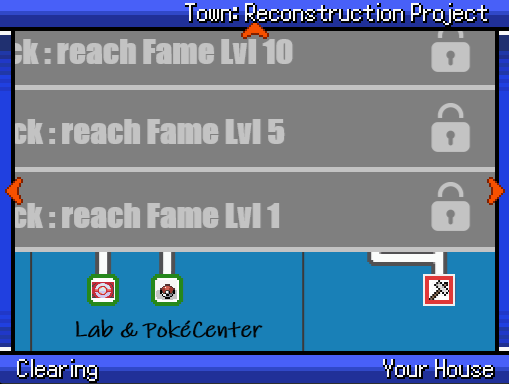 Town: Reconstruction Project
ck : reach Fame Lvl 10
ck : reach Fame Lvl 5
ck : reach Fame Lvl 1
Lab & PokéCenter
Clearing
Your House